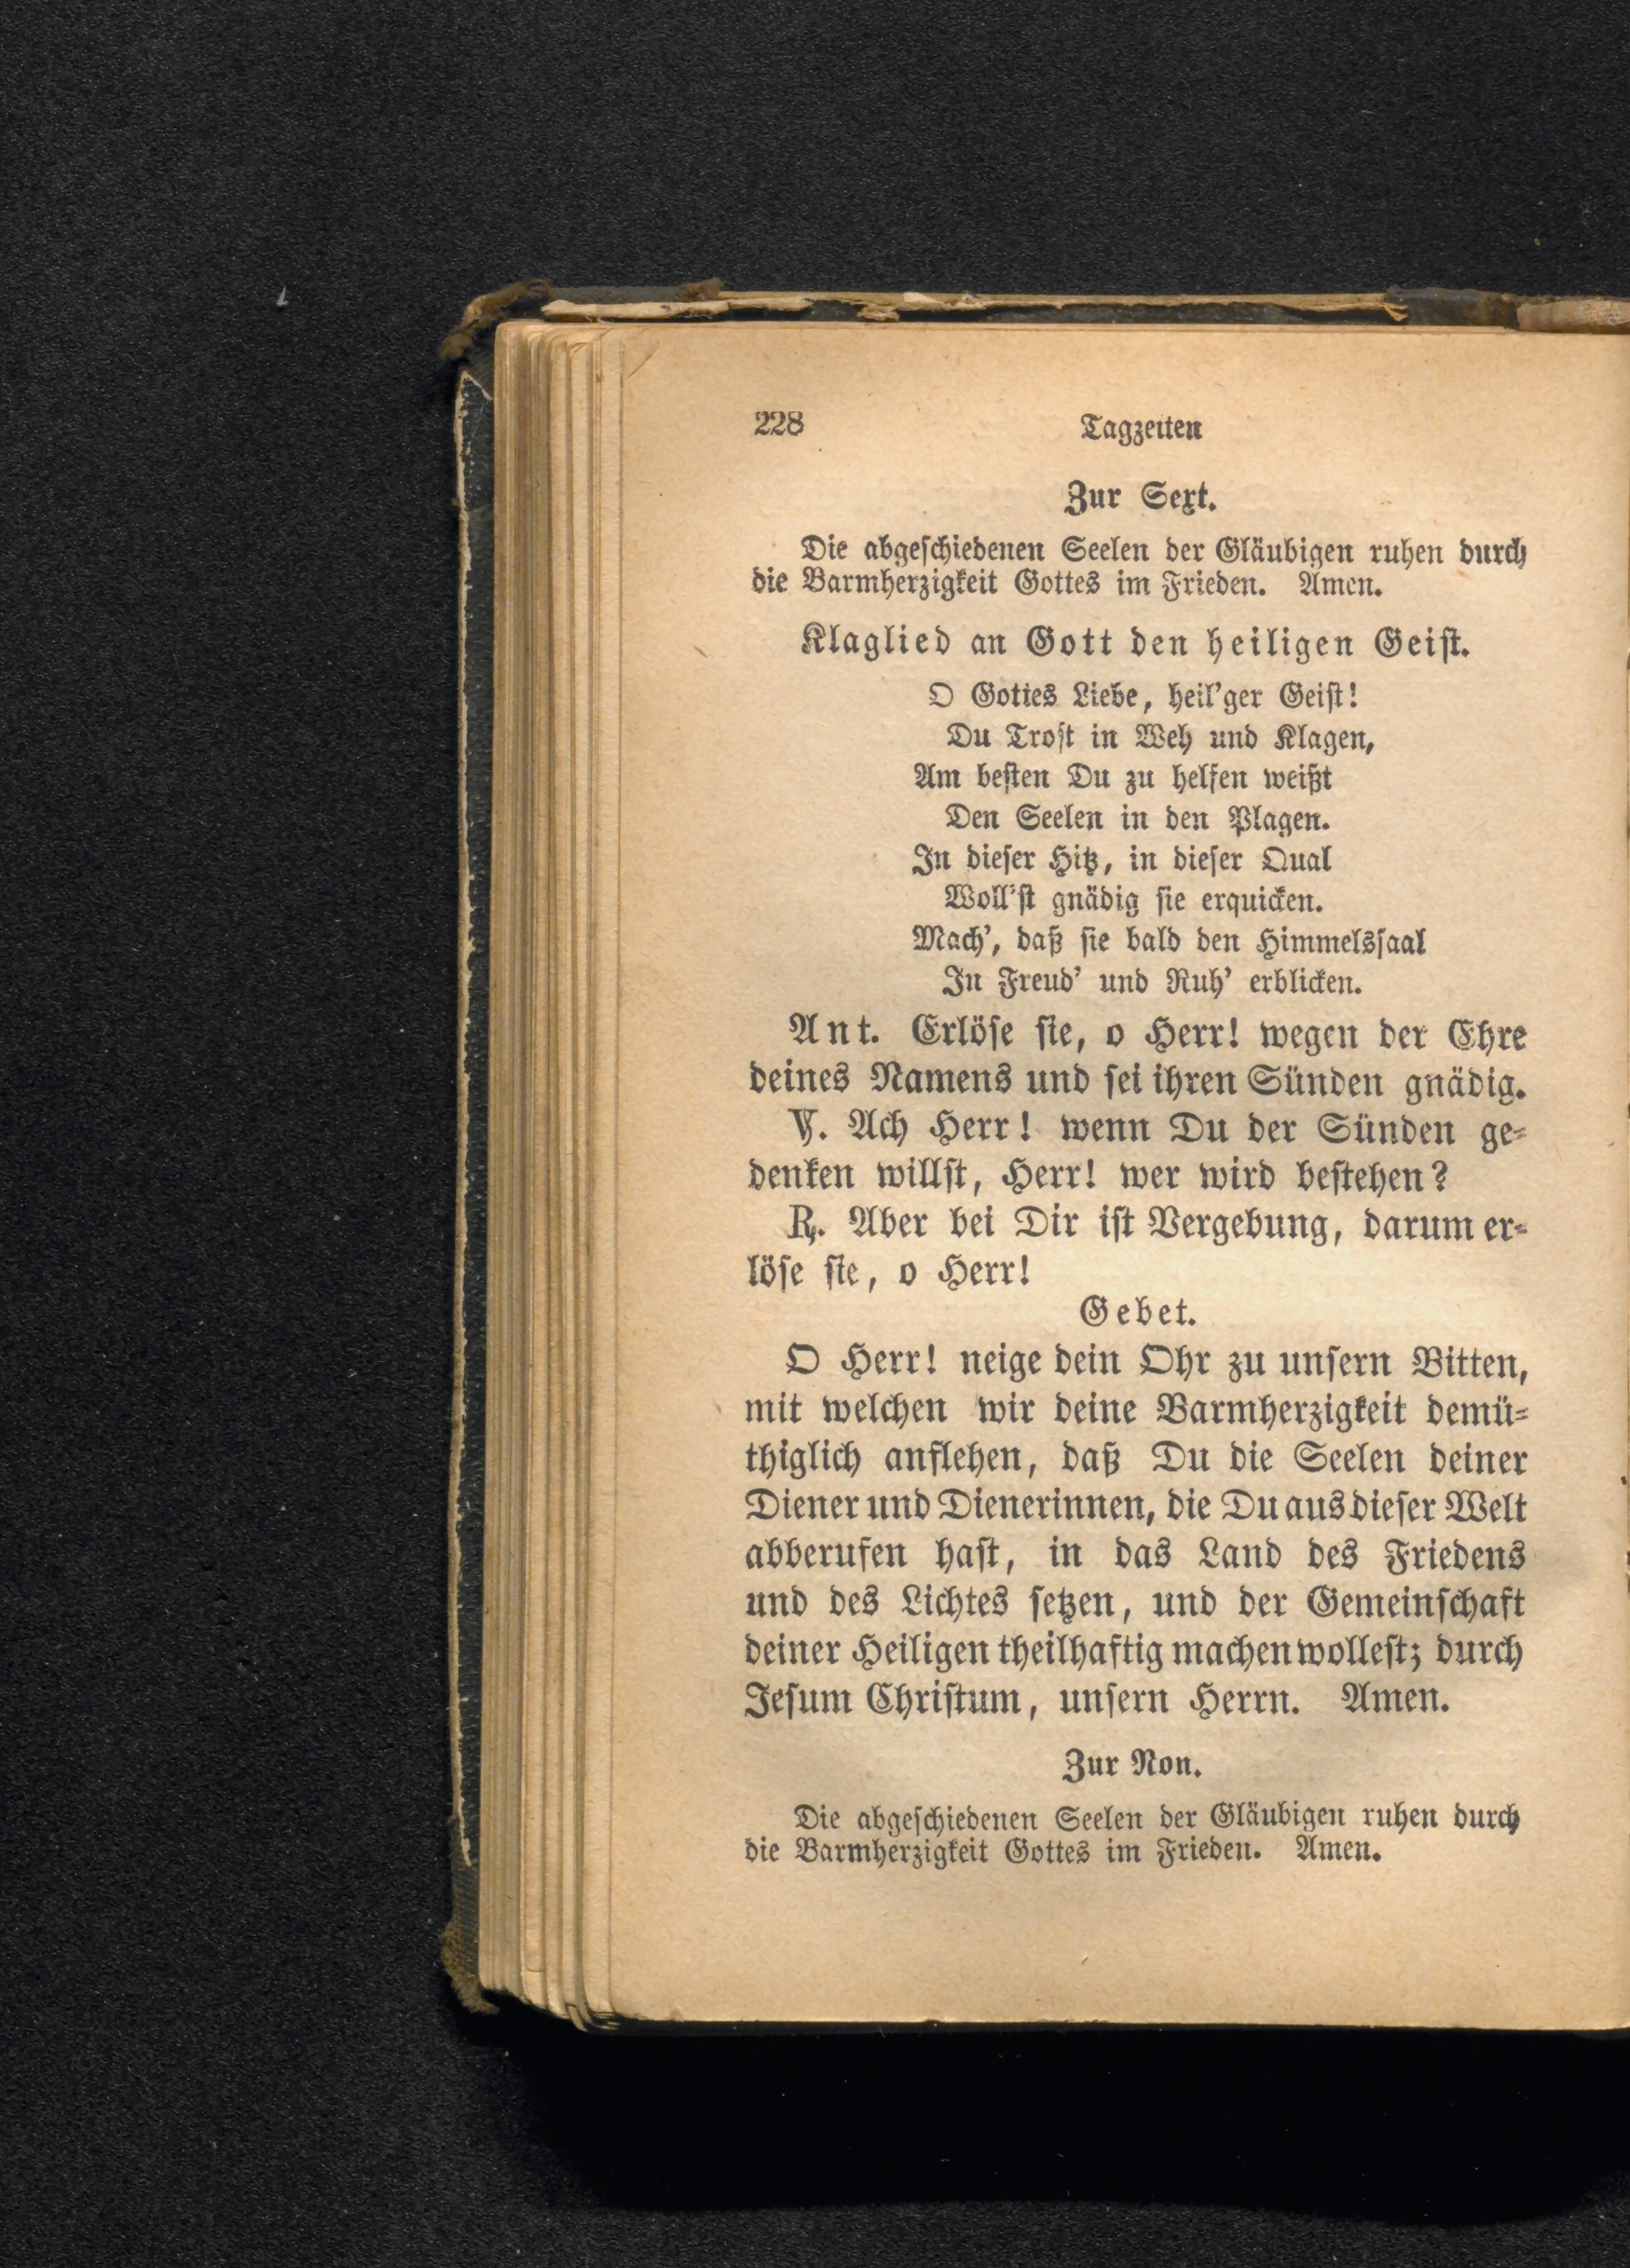 228
Tagzeiten
Zur Sext.
Die abgeschiedenen Seelen der Gläubigen ruhen durch
die Barmherzigkeit Gottes im Frieden. Amen.
Klaglied an Gott den heiligen Geist.
O Gottes Liebe, heil'ger Geist!
Du Trost in Weh und Klagen,
Am besten Du zu helfen weißt
Den Seelen in den Plagen.
In dieser Hitz, in dieser Qual
Woll'st gnädig sie erquicken.
Mach', daß sie bald den Himmelssaal
In Freud' und Ruh' erblicken.
Ant. Erlöse sie, o Herr! wegen der Ehre
deines Namens und sei ihren Sünden gnädig.
℣. Ach Herr! wenn Du der Sünden ge-
denken willst, Herr! wer wird bestehen?
℞. Aber bei Dir ist Vergebung, darum er-
löse sie, o Herr!
Gebet.
O Herr! neige dein Ohr zu unsern Bitten,
mit welchen wir deine Barmherzigkeit demü-
thiglich anflehen, daß Du die Seelen deiner
Diener und Dienerinnen, die Du aus dieser Welt
abberufen hast, in das Land des Friedens
und des Lichtes setzen, und der Gemeinschaft
deiner Heiligen theilhaftig machen wollest; durch
Jesum Christum, unsern Herrn. Amen.
Zur Non.
Die abgeschiedenen Seelen der Gläubigen ruhen durch
die Barmherzigkeit Gottes im Frieden. Amen.